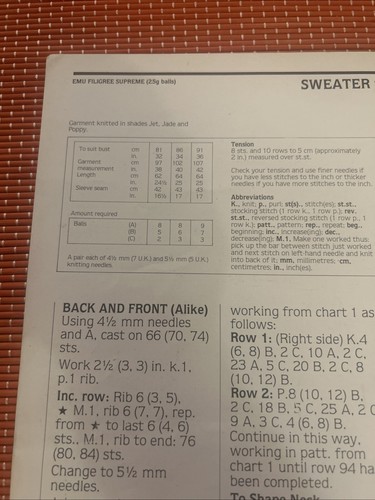 EMU FILIGREE SUPREME (25g balls)
SWEATER
Garment knitted in shades Jet, Jade and
Poppy.
To suit bust cm 81 86 91
in. 32 34 36
Garment cm 97 102 107
measurement in. 38 40 42
Length cm 62 64 64
in. 24½ 25 25
Sleeve seam cm 42 43 43
in. 16½ 17 17
Amount required
Balls (A) 8 8 9
(B) 5 6 7
(C) 2 3 3
A pair each of 4½ mm (7 U.K.) and 5½ mm (5 U.K.)
knitting needles.
Tension
8 sts. and 10 rows to 5 cm (approximately
2 in.) measured over st.st.
Check your tension and use finer needles if
you have less stitches to the inch or thicker
needles if you have more stitches to the inch.
Abbreviations
K., knit; p., purl; st(s)., stitch(es); st.st.,
stocking stitch (1 row k., 1 row p.); rev.
st.st., reversed stocking stitch (1 row p., 1
row k.); patt., pattern; rep., repeat; beg.,
beginning; inc., increase(ing); dec.,
decrease(ing); M.1, Make one worked thus:
pick up the bar between stitch just worked
and next stitch on left-hand needle and knit
into back of it; mm, millimetres; cm,
centimetres; in., inch(es).
BACK AND FRONT (Alike)
Using 4½ mm needles
and A, cast on 66 (70, 74)
sts.
Work 2½ (3, 3) in. k.1,
p.1 rib.
Inc. row: Rib 6 (3, 5),
★ M.1, rib 6 (7, 7), rep.
from ★ to last 6 (4, 6)
sts., M.1, rib to end: 76
(80, 84) sts.
Change to 5½ mm
needles.
working from chart 1 as
follows:
Row 1: (Right side) K.4
(6, 8) B, 2 C, 10 A, 2 C,
23 A, 5 C, 20 B, 2 C, 8
(10, 12) B.
Row 2: P.8 (10, 12) B,
2 C, 18 B, 5 C, 25 A, 2 C
9 A, 3 C, 4 (6, 8) B.
Continue in this way,
working in patt. from
chart 1 until row 94 ha
been completed.
To Shape Neck